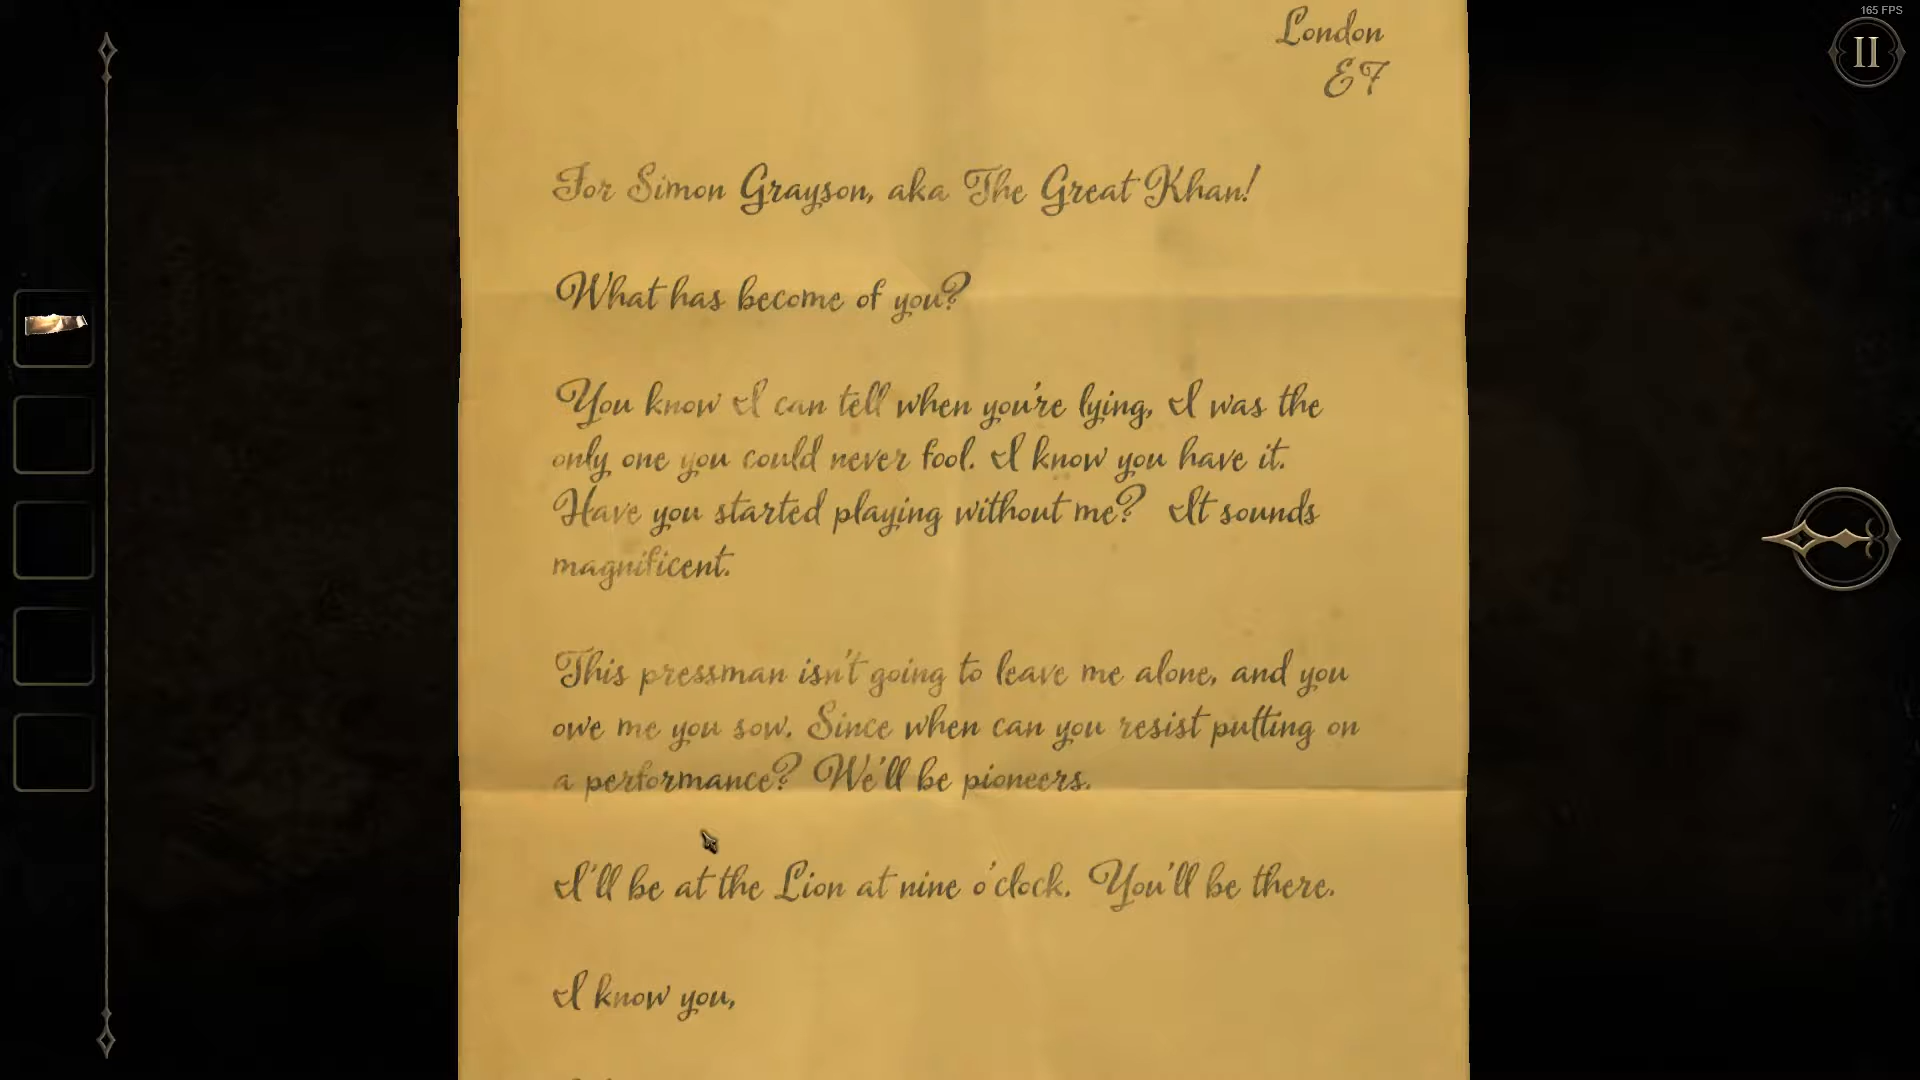 165 FPS
London
E7
For Simon Grayson, aka The Great Khan!
What has become of you?
You know I can tell when you're lying, I was the
only one you could never fool. I know you have it.
Have you started playing without me? It sounds
magnificent.
This pressman isn't going to leave me alone, and you
owe me you sow. Since when can you resist putting on
a performance? We'll be pioneers.
I'll be at the Lion at nine o'clock. You'll be there.
I know you,